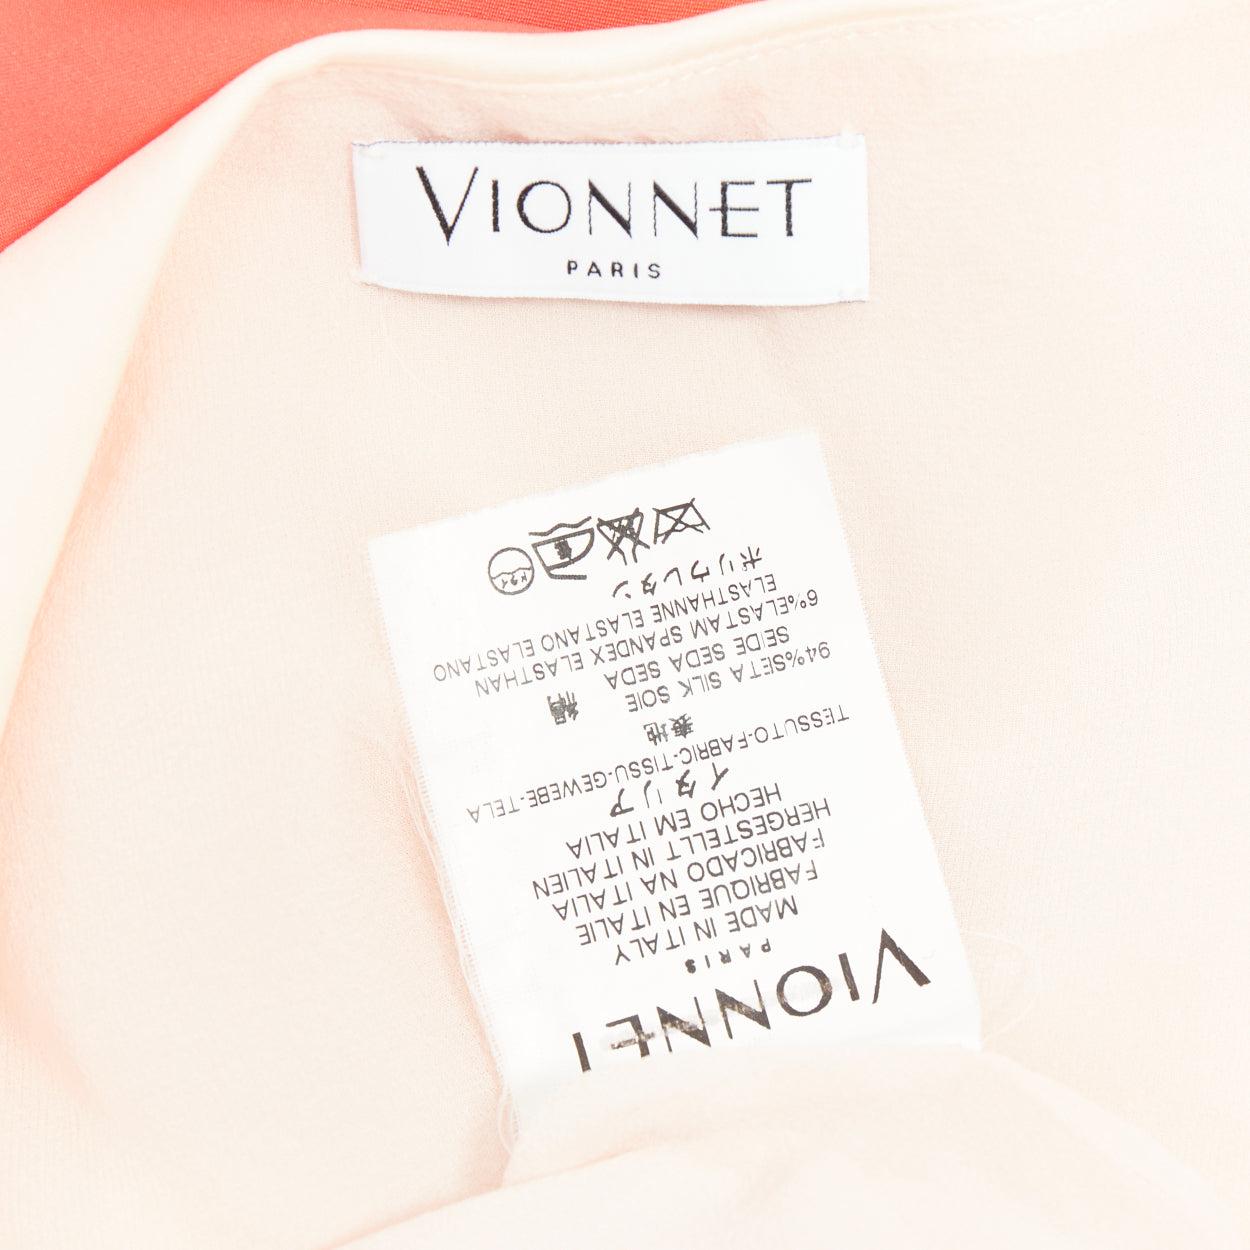 VIONNET
PARIS
VIONNET
PARIS
MADE IN ITALY
FABRIQUE EN ITALIE
FABRICADO NA ITALIA
HERGESTELLT IN ITALIEN
HECHO EM ITALIA
イタリア
TESSUTO-FABRIC-TISSU-GEWEBE-TELA
表地
94%SETA SILK SOIE 絹
SEIDE SEDA SEDA
6%ELASTAM SPANDEX ELASTHAN
ELASTHANNE ELASTANO ELASTANO
ポリウレタン